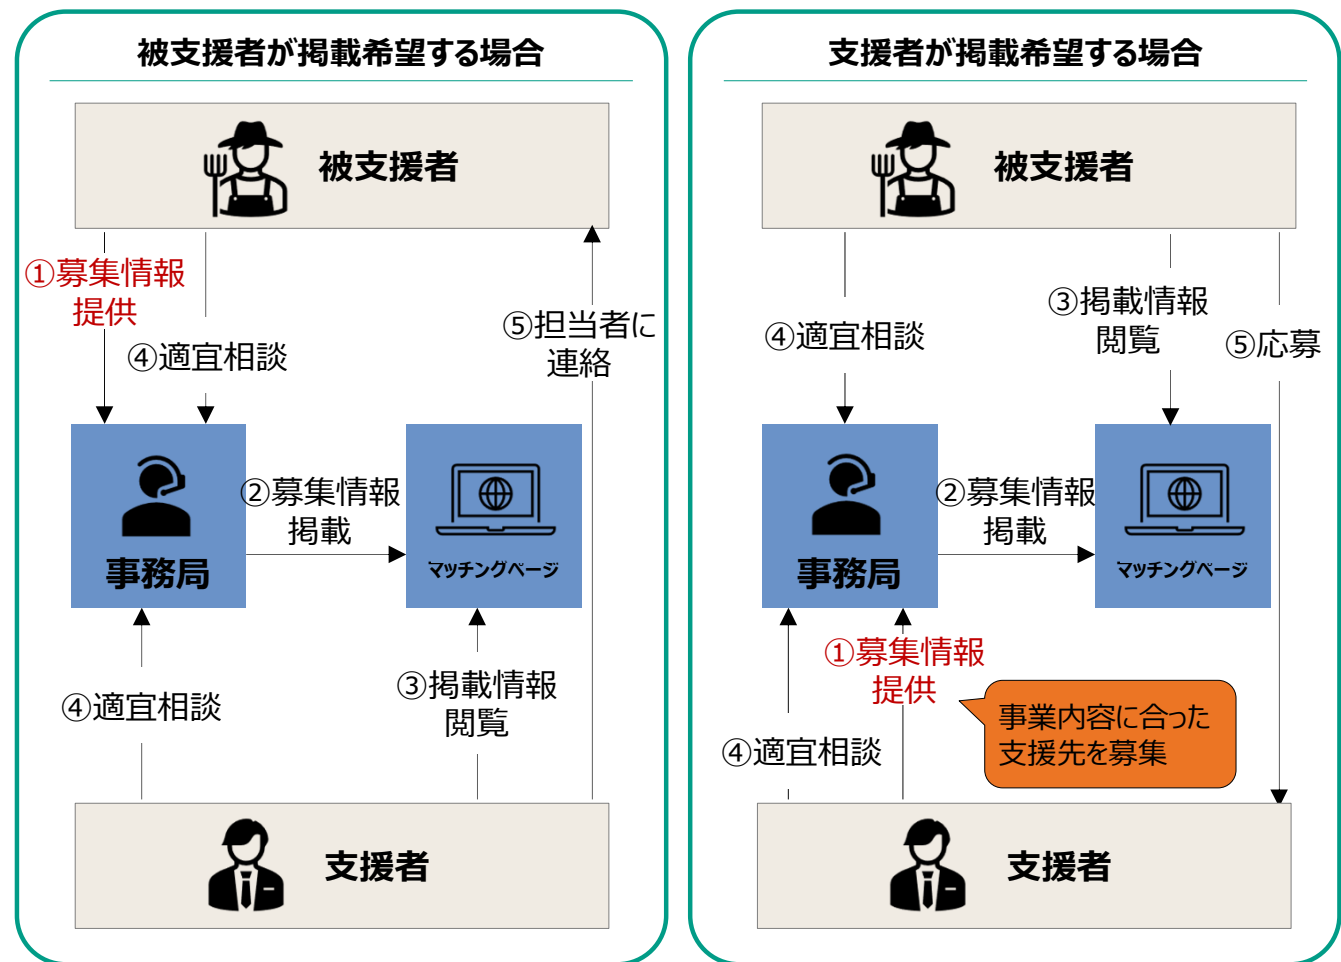 被支援者が掲載希望する場合
被支援者
①募集情報
提供
④適宜相談
⑤担当者に
連絡
②募集情報
掲載
事務局
マッチングページ
④適宜相談
③掲載情報
閲覧
支援者
支援者が掲載希望する場合
被支援者
④適宜相談
③掲載情報
閲覧
⑤応募
②募集情報
掲載
事務局
マッチングページ
①募集情報
提供
事業内容に合った
支援先を募集
④適宜相談
支援者